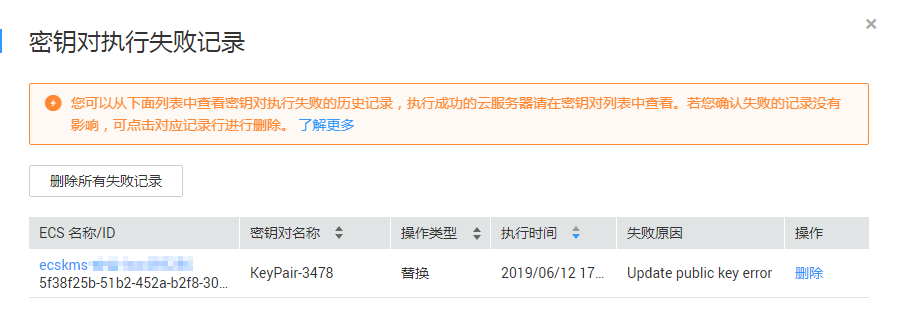 密钥对执行失败记录
您可以从下面列表中查看密钥对执行失败的历史记录，执行成功的云服务器请在密钥对列表中查看。若您确认失败的记录没有
影响，可点击对应记录行进行删除。 了解更多
删除所有失败记录
ECS 名称/ID 密钥对名称 操作类型 执行时间 失败原因 操作
ecskms
5f38f25b-51b2-452a-b2f8-30... KeyPair-3478 替换 2019/06/12 17... Update public key error 删除